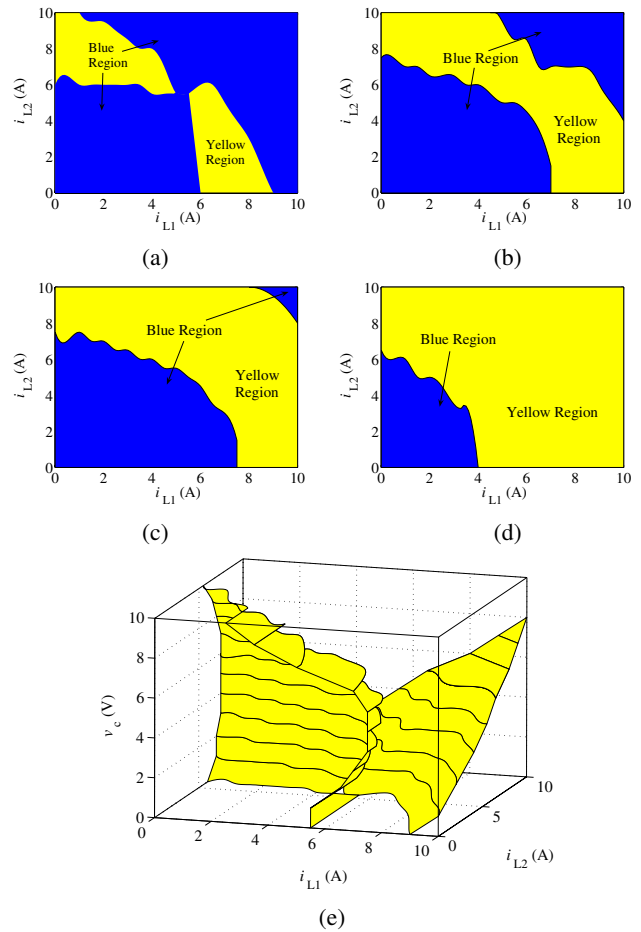 10
8
6
4
2
0
i L2 (A)
Blue
Region
Yellow
Region
0 2 4 6 8 10
i L1 (A)
(a)
10
8
6
4
2
0
i L2 (A)
Blue Region
Yellow
Region
0 2 4 6 8 10
i L1 (A)
(b)
10
8
6
4
2
0
i L2 (A)
Blue Region
Yellow
Region
0 2 4 6 8 10
i L1 (A)
(c)
10
8
6
4
2
0
i L2 (A)
Blue Region
Yellow Region
0 2 4 6 8 10
i L1 (A)
(d)
10
8
6
4
2
0
v c (V)
0 2 4 6 8 10
i L1 (A)
0 5 10
i L2 (A)
(e)